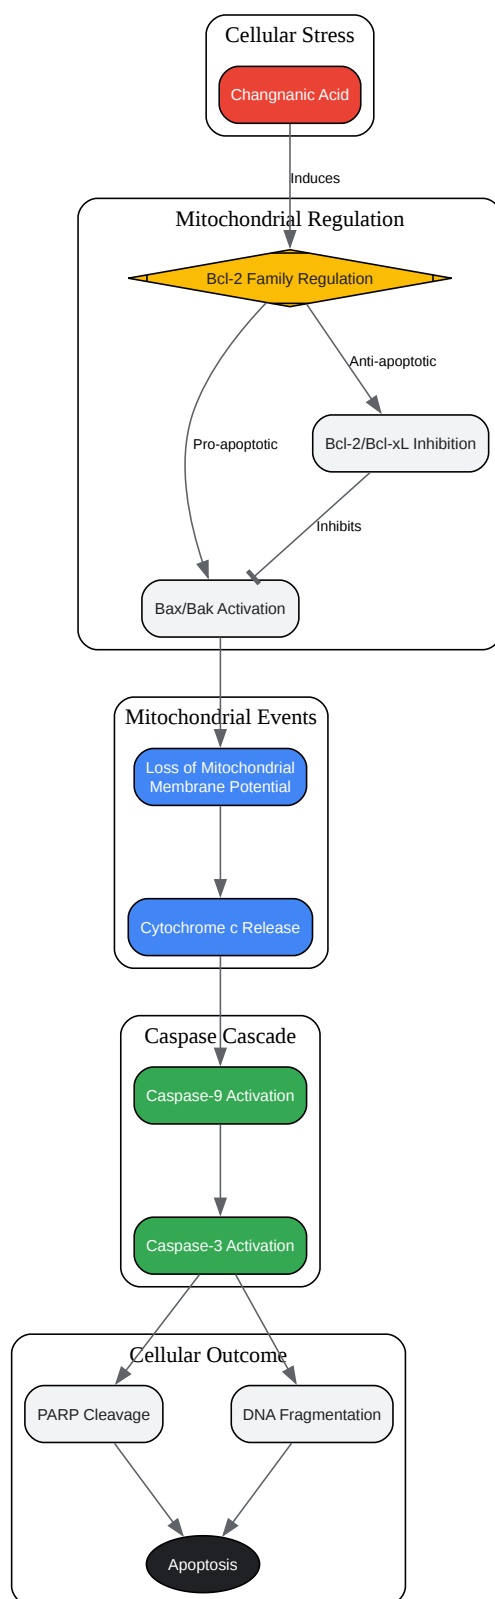 Cellular Stress
Changnanic Acid
Induces
Mitochondrial Regulation
Bcl-2 Family Regulation
Anti-apoptotic
Pro-apoptotic
Bcl-2/Bcl-xL Inhibition
Inhibits
Bax/Bak Activation
Mitochondrial Events
Loss of Mitochondrial
Membrane Potential
Cytochrome c Release
Caspase Cascade
Caspase-9 Activation
Caspase-3 Activation
Cellular Outcome
PARP Cleavage
DNA Fragmentation
Apoptosis